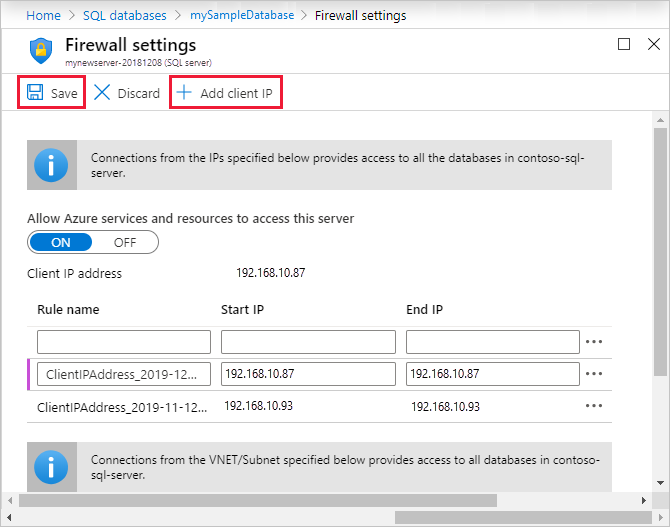 Home > SQL databases > mySampleDatabase > Firewall settings
Firewall settings
mynewserver-20181208 (SQL server)
Save Discard Add client IP
Connections from the IPs specified below provides access to all the databases in contoso-sql-
server.
Allow Azure services and resources to access this server
ON OFF
Client IP address 192.168.10.87
Rule name Start IP End IP
ClientIPAddress_2019-12... 192.168.10.87 192.168.10.87
ClientIPAddress_2019-11-12... 192.168.10.93 192.168.10.93
Connections from the VNET/Subnet specified below provides access to all databases in contoso-
sql-server.